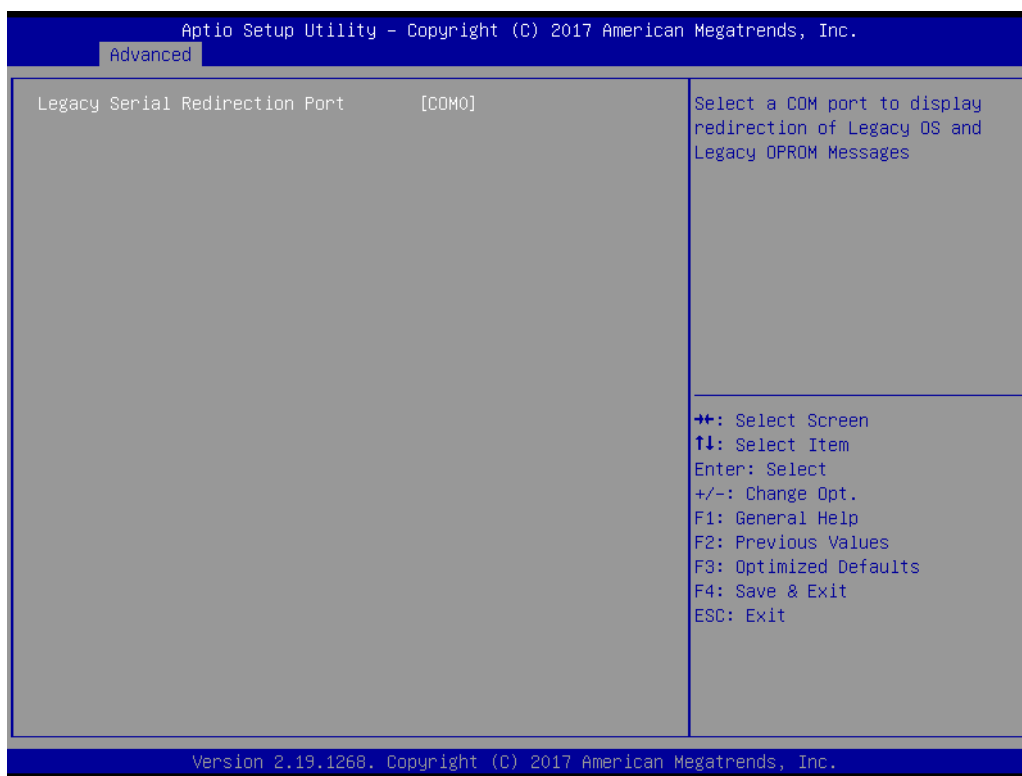 Aptio Setup Utility – Copyright (C) 2017 American Megatrends, Inc.
Advanced
Legacy Serial Redirection Port [COM0]
Select a COM port to display
redirection of Legacy OS and
Legacy OPROM Messages
→←: Select Screen
↑↓: Select Item
Enter: Select
+/-: Change Opt.
F1: General Help
F2: Previous Values
F3: Optimized Defaults
F4: Save & Exit
ESC: Exit
Version 2.19.1268. Copyright (C) 2017 American Megatrends, Inc.